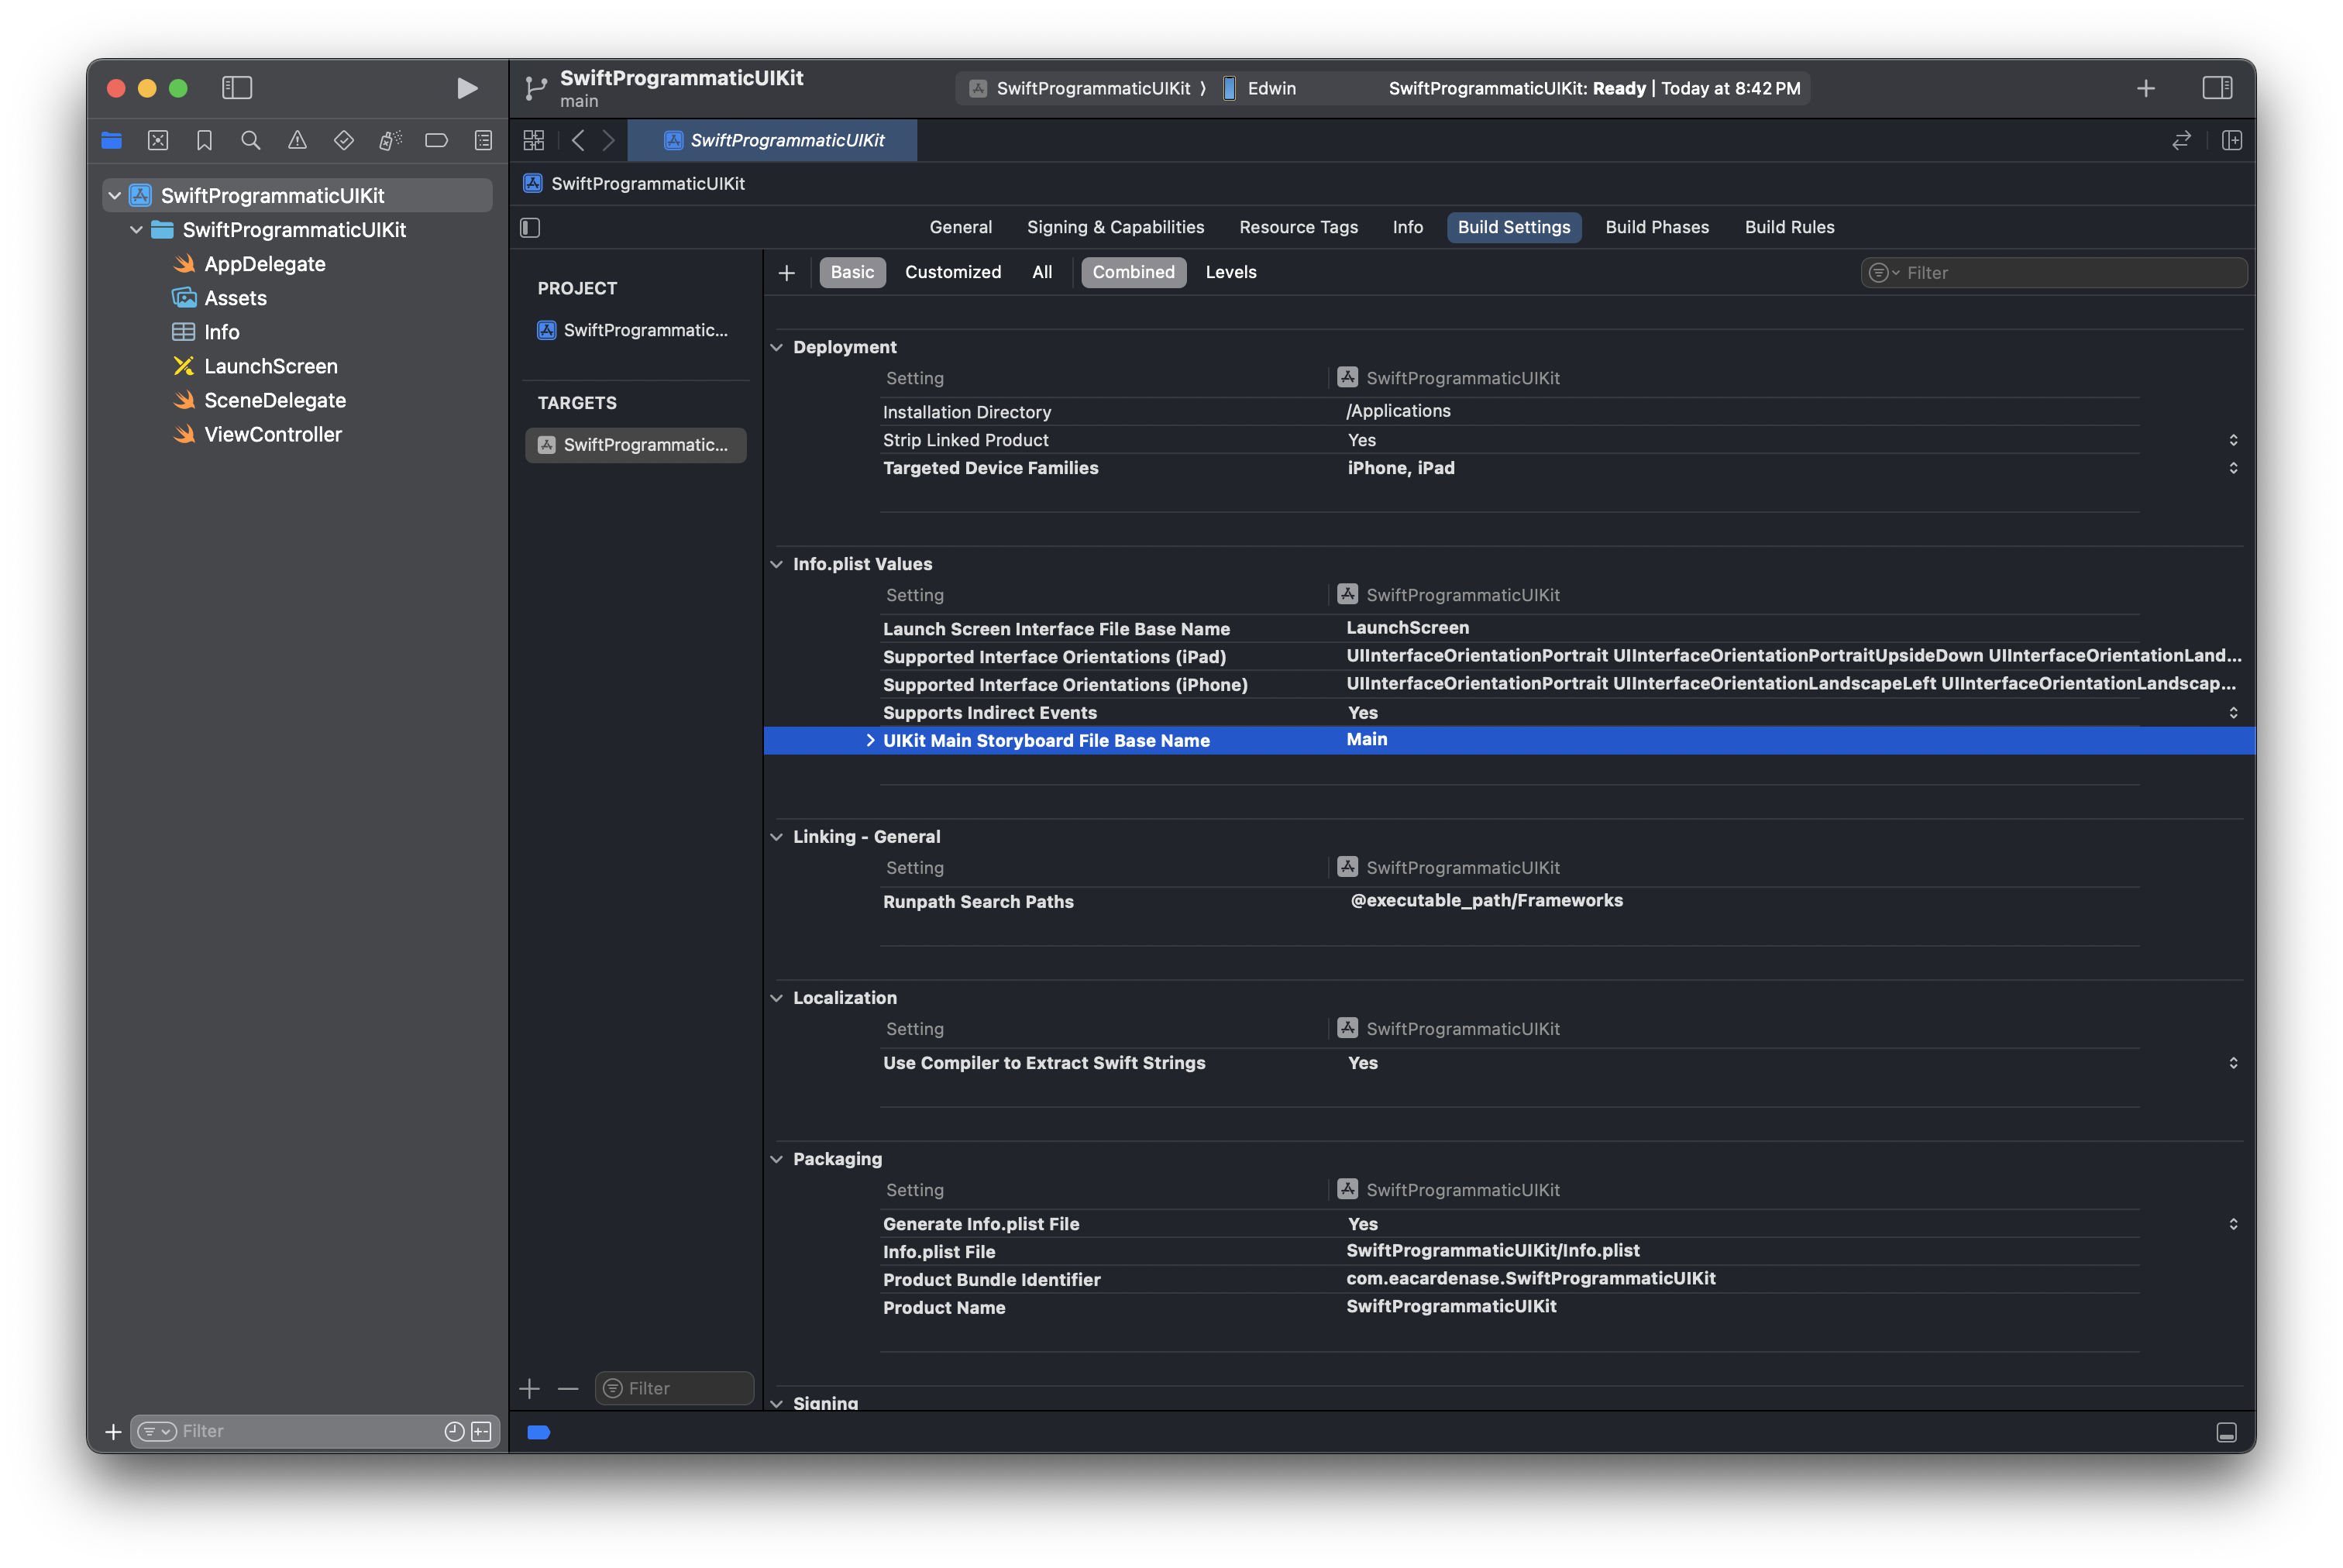 SwiftProgrammaticUIKit
main
SwiftProgrammaticUIKit
Edwin
SwiftProgrammaticUIKit: Ready | Today at 8:42 PM
SwiftProgrammaticUIKit
SwiftProgrammaticUIKit
SwiftProgrammaticUIKit
AppDelegate
Assets
Info
LaunchScreen
SceneDelegate
ViewController
Filter
SwiftProgrammaticUIKit
General
Signing & Capabilities
Resource Tags
Info
Build Settings
Build Phases
Build Rules
PROJECT
SwiftProgrammatic...
TARGETS
SwiftProgrammatic...
Filter
Basic
Customized
All
Combined
Levels
Filter
Deployment
Setting SwiftProgrammaticUIKit
Installation Directory /Applications
Strip Linked Product Yes
Targeted Device Families iPhone, iPad
Info.plist Values
Setting SwiftProgrammaticUIKit
Launch Screen Interface File Base Name LaunchScreen
Supported Interface Orientations (iPad) UIInterfaceOrientationPortrait UIInterfaceOrientationPortraitUpsideDown UIInterfaceOrientationLand...
Supported Interface Orientations (iPhone) UIInterfaceOrientationPortrait UIInterfaceOrientationLandscapeLeft UIInterfaceOrientationLandscap...
Supports Indirect Events Yes
UIKit Main Storyboard File Base Name Main
Linking - General
Setting SwiftProgrammaticUIKit
Runpath Search Paths @executable_path/Frameworks
Localization
Setting SwiftProgrammaticUIKit
Use Compiler to Extract Swift Strings Yes
Packaging
Setting SwiftProgrammaticUIKit
Generate Info.plist File Yes
Info.plist File SwiftProgrammaticUIKit/Info.plist
Product Bundle Identifier com.eacardenase.SwiftProgrammaticUIKit
Product Name SwiftProgrammaticUIKit
Signing